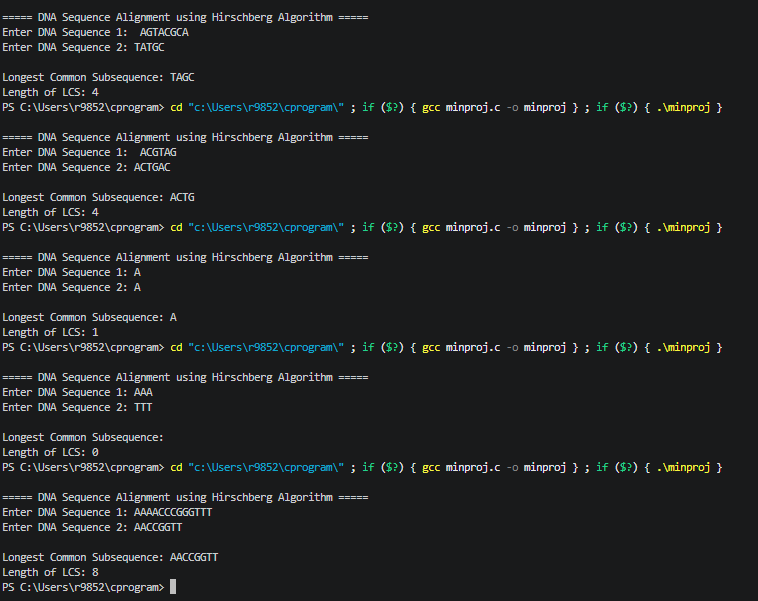 ===== DNA Sequence Alignment using Hirschberg Algorithm =====
Enter DNA Sequence 1:  AGTACGCA
Enter DNA Sequence 2: TATGC
Longest Common Subsequence: TAGC
Length of LCS: 4
PS C:\Users\r9852\cprogram> cd "c:\Users\r9852\cprogram\" ; if ($?) { gcc minproj.c -o minproj } ; if ($?) { .\minproj }
===== DNA Sequence Alignment using Hirschberg Algorithm =====
Enter DNA Sequence 1:  ACGTAG
Enter DNA Sequence 2: ACTGAC
Longest Common Subsequence: ACTG
Length of LCS: 4
PS C:\Users\r9852\cprogram> cd "c:\Users\r9852\cprogram\" ; if ($?) { gcc minproj.c -o minproj } ; if ($?) { .\minproj }
===== DNA Sequence Alignment using Hirschberg Algorithm =====
Enter DNA Sequence 1: A
Enter DNA Sequence 2: A
Longest Common Subsequence: A
Length of LCS: 1
PS C:\Users\r9852\cprogram> cd "c:\Users\r9852\cprogram\" ; if ($?) { gcc minproj.c -o minproj } ; if ($?) { .\minproj }
===== DNA Sequence Alignment using Hirschberg Algorithm =====
Enter DNA Sequence 1: AAA
Enter DNA Sequence 2: TTT
Longest Common Subsequence:
Length of LCS: 0
PS C:\Users\r9852\cprogram> cd "c:\Users\r9852\cprogram\" ; if ($?) { gcc minproj.c -o minproj } ; if ($?) { .\minproj }
===== DNA Sequence Alignment using Hirschberg Algorithm =====
Enter DNA Sequence 1: AAAACCCGGGTTT
Enter DNA Sequence 2: AACCGGTT
Longest Common Subsequence: AACCGGTT
Length of LCS: 8
PS C:\Users\r9852\cprogram>